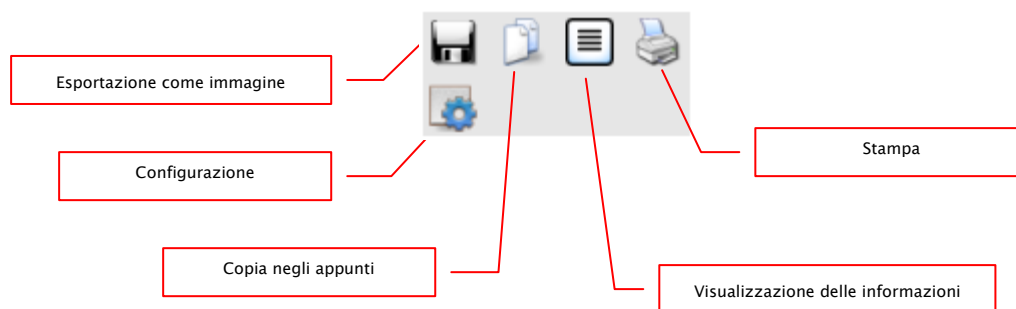 Esportazione come immagine
Stampa
Configurazione
Copia negli appunti
Visualizzazione delle informazioni